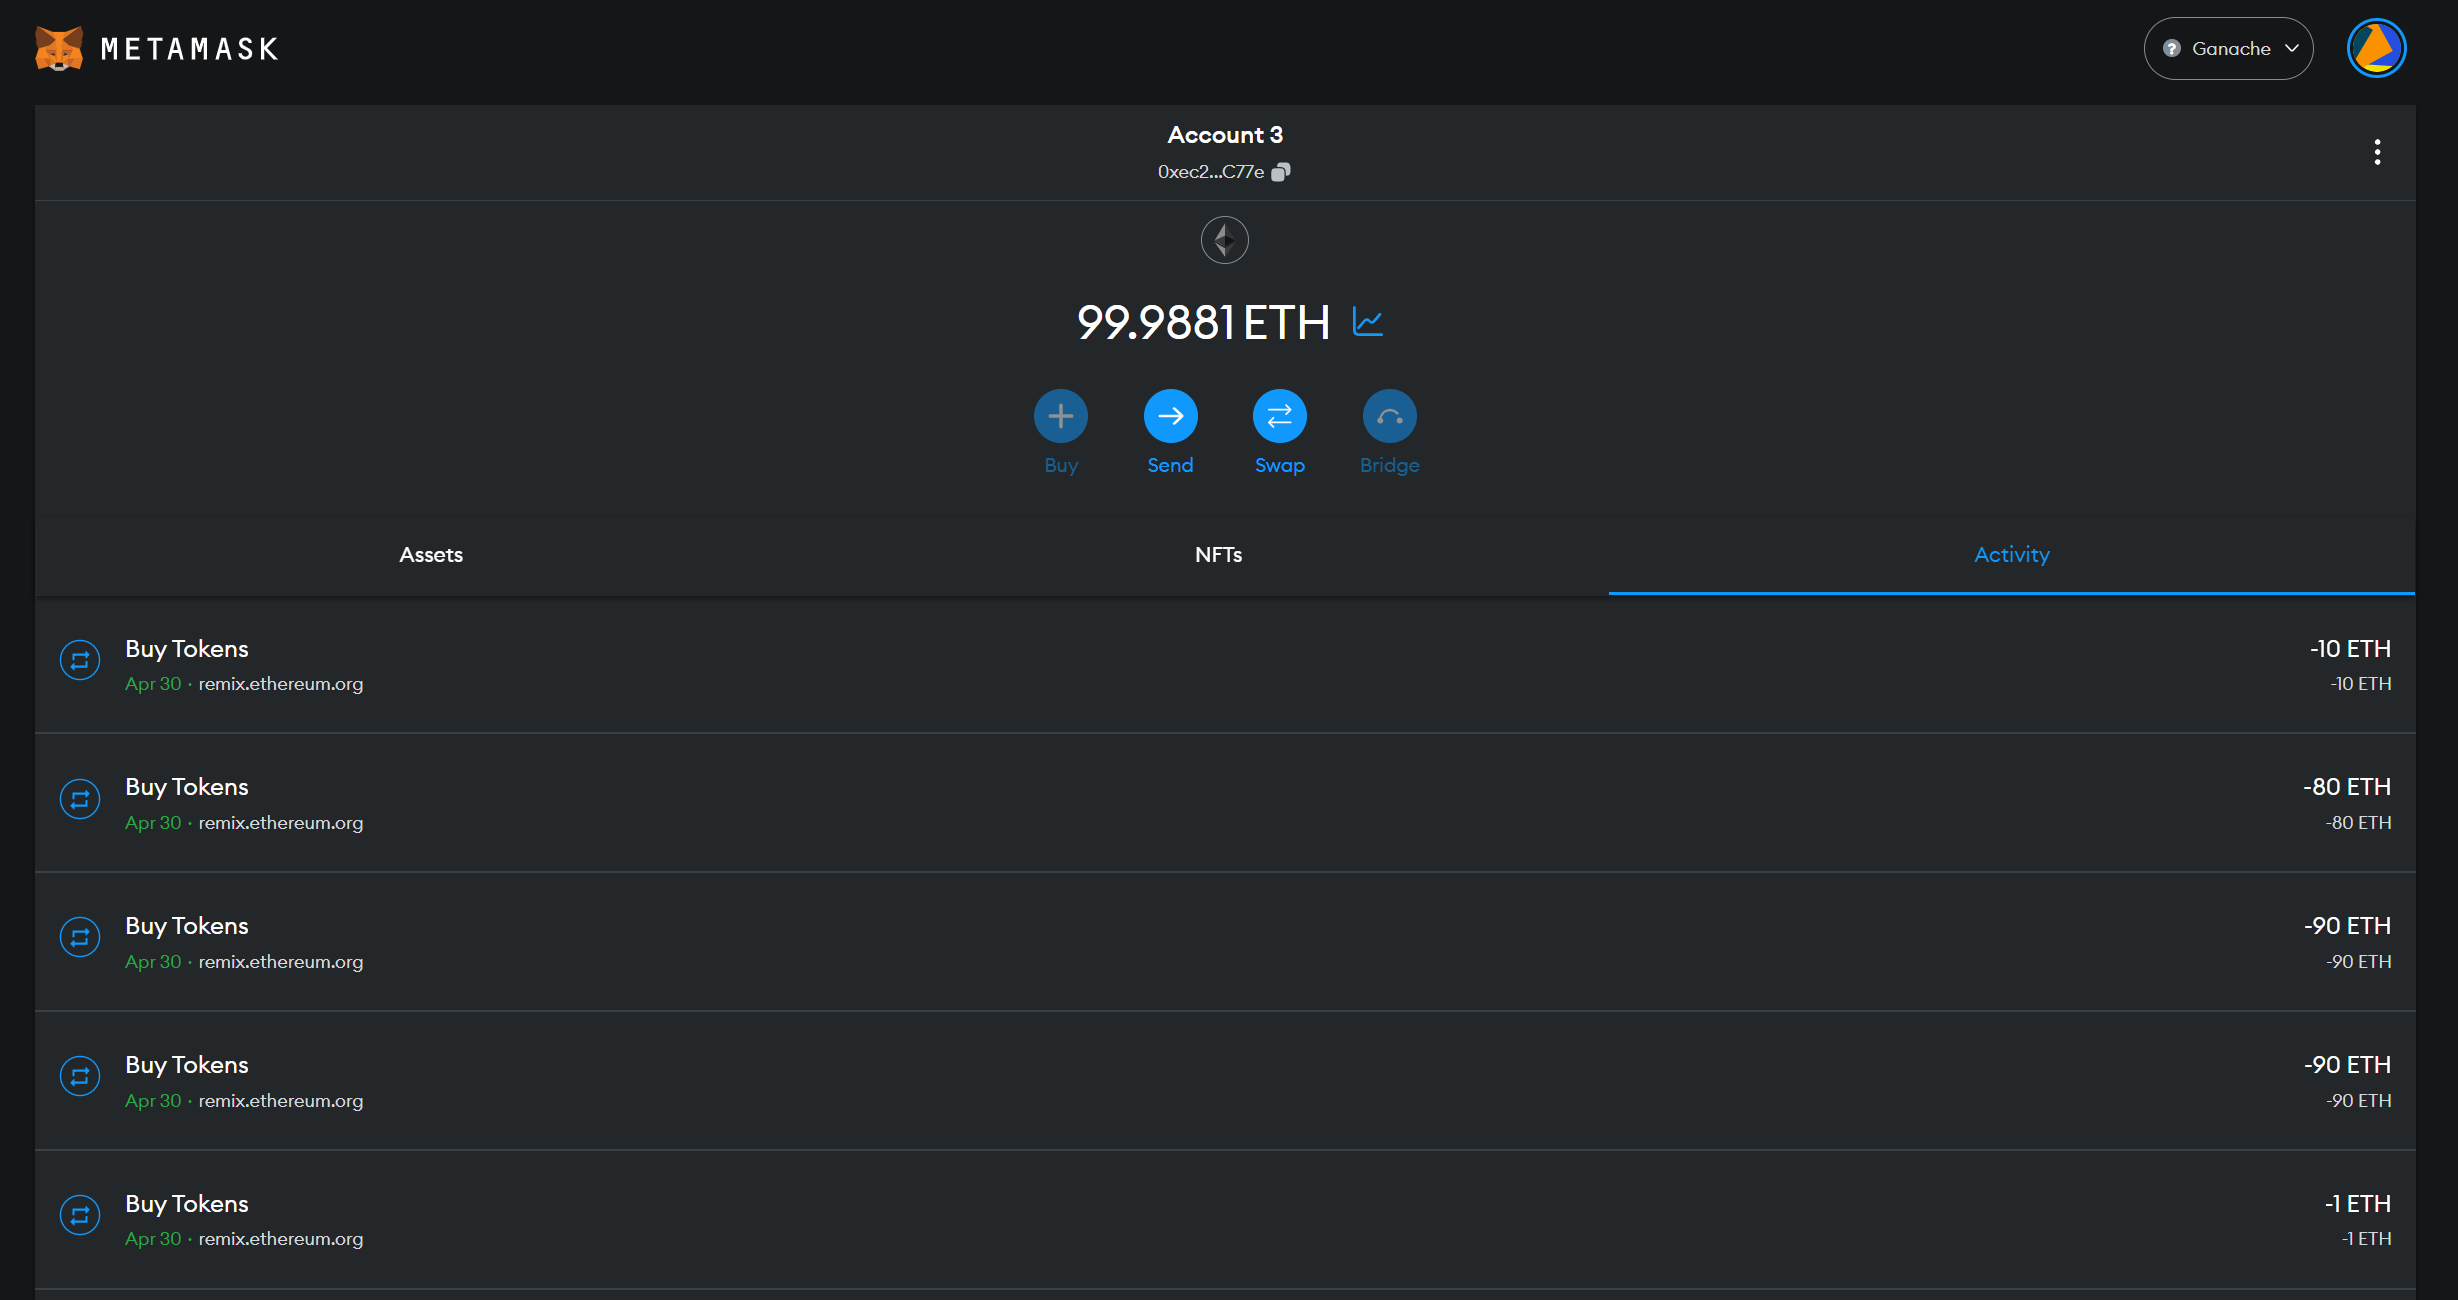 METAMASK
Ganache
Account 3
0xec2...C77e
99.9881 ETH
Buy
Send
Swap
Bridge
Assets
NFTs
Activity
Buy Tokens
-10 ETH
Apr 30 · remix.ethereum.org
-10 ETH
Buy Tokens
-80 ETH
Apr 30 · remix.ethereum.org
-80 ETH
Buy Tokens
-90 ETH
Apr 30 · remix.ethereum.org
-90 ETH
Buy Tokens
-90 ETH
Apr 30 · remix.ethereum.org
-90 ETH
Buy Tokens
-1 ETH
Apr 30 · remix.ethereum.org
-1 ETH